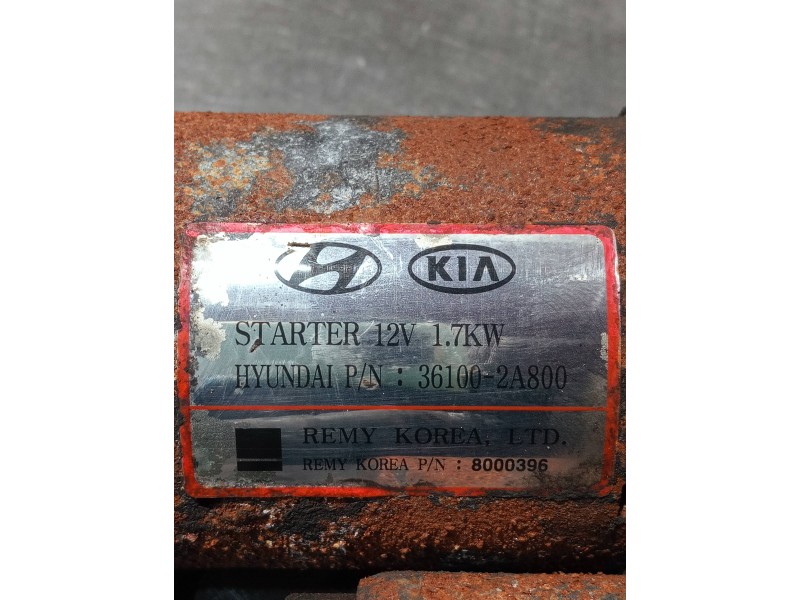 KIA
STARTER 12V 1.7KW
HYUNDAI P/N : 36100-2A800
REMY KOREA, LTD.
REMY KOREA P/N : 8000396